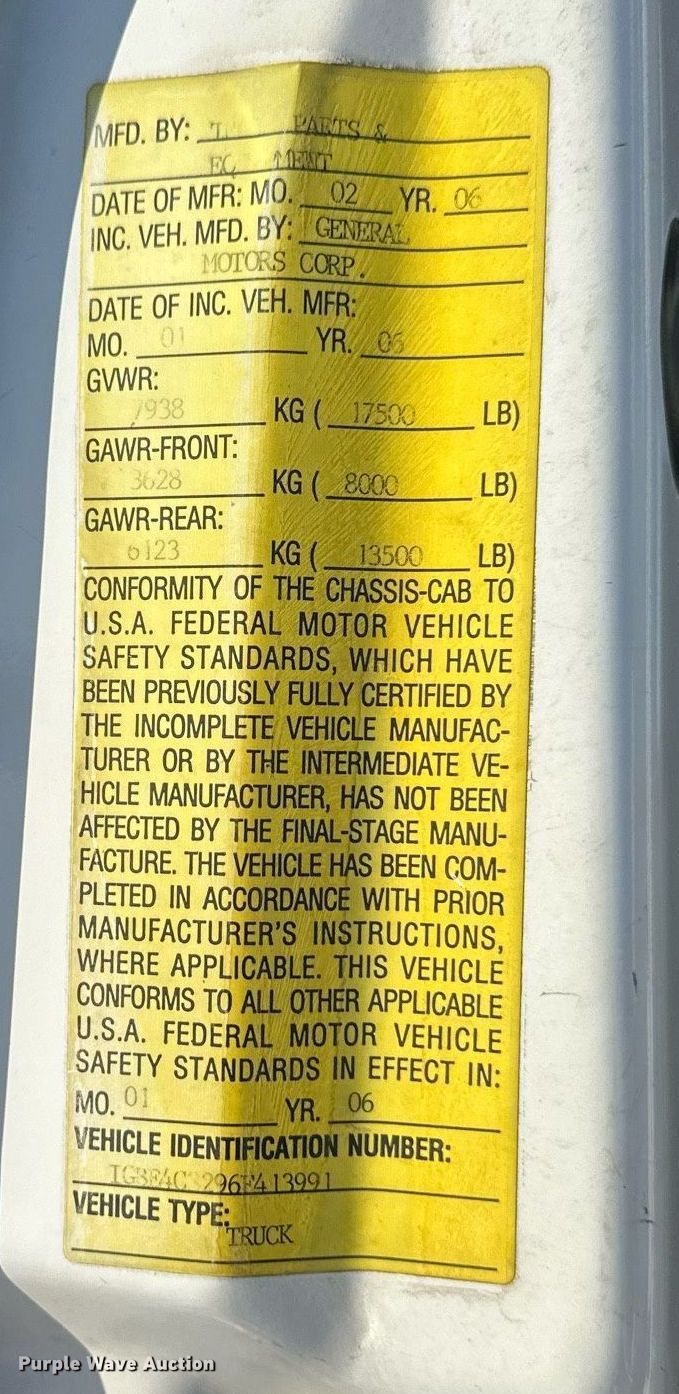 MFD. BY: PARTS &
DATE OF MFR: MO. 02 YR. 06
INC. VEH. MFD. BY: GENERAL
MOTORS CORP.
DATE OF INC. VEH. MFR:
MO. 01 YR. 06
GVWR:
7938 KG ( 17500 LB)
GAWR-FRONT:
3628 KG ( 8000 LB)
GAWR-REAR:
6123 KG ( 13500 LB)
CONFORMITY OF THE CHASSIS-CAB TO
U.S.A. FEDERAL MOTOR VEHICLE
SAFETY STANDARDS, WHICH HAVE
BEEN PREVIOUSLY FULLY CERTIFIED BY
THE INCOMPLETE VEHICLE MANUFAC-
TURER OR BY THE INTERMEDIATE VE-
HICLE MANUFACTURER, HAS NOT BEEN
AFFECTED BY THE FINAL-STAGE MANU-
FACTURE. THE VEHICLE HAS BEEN COM-
PLETED IN ACCORDANCE WITH PRIOR
MANUFACTURER'S INSTRUCTIONS,
WHERE APPLICABLE. THIS VEHICLE
CONFORMS TO ALL OTHER APPLICABLE
U.S.A. FEDERAL MOTOR VEHICLE
SAFETY STANDARDS IN EFFECT IN:
MO. 01 YR. 06
VEHICLE IDENTIFICATION NUMBER:
VEHICLE TYPE:
TRUCK
Purple Wave Auction